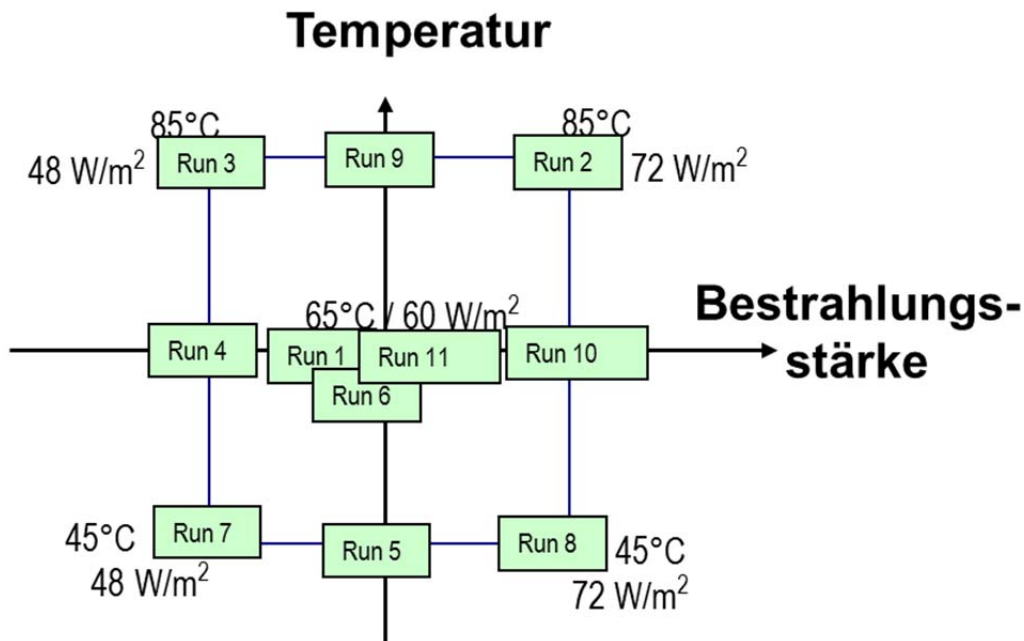 Temperatur
85°C
85°C
48 W/m²
Run 3
Run 9
Run 2
72 W/m²
65°C / 60 W/m²
Bestrahlungs-
stärke
Run 4
Run 1
Run 11
Run 10
Run 6
45°C
Run 7
Run 5
Run 8
45°C
48 W/m²
72 W/m²